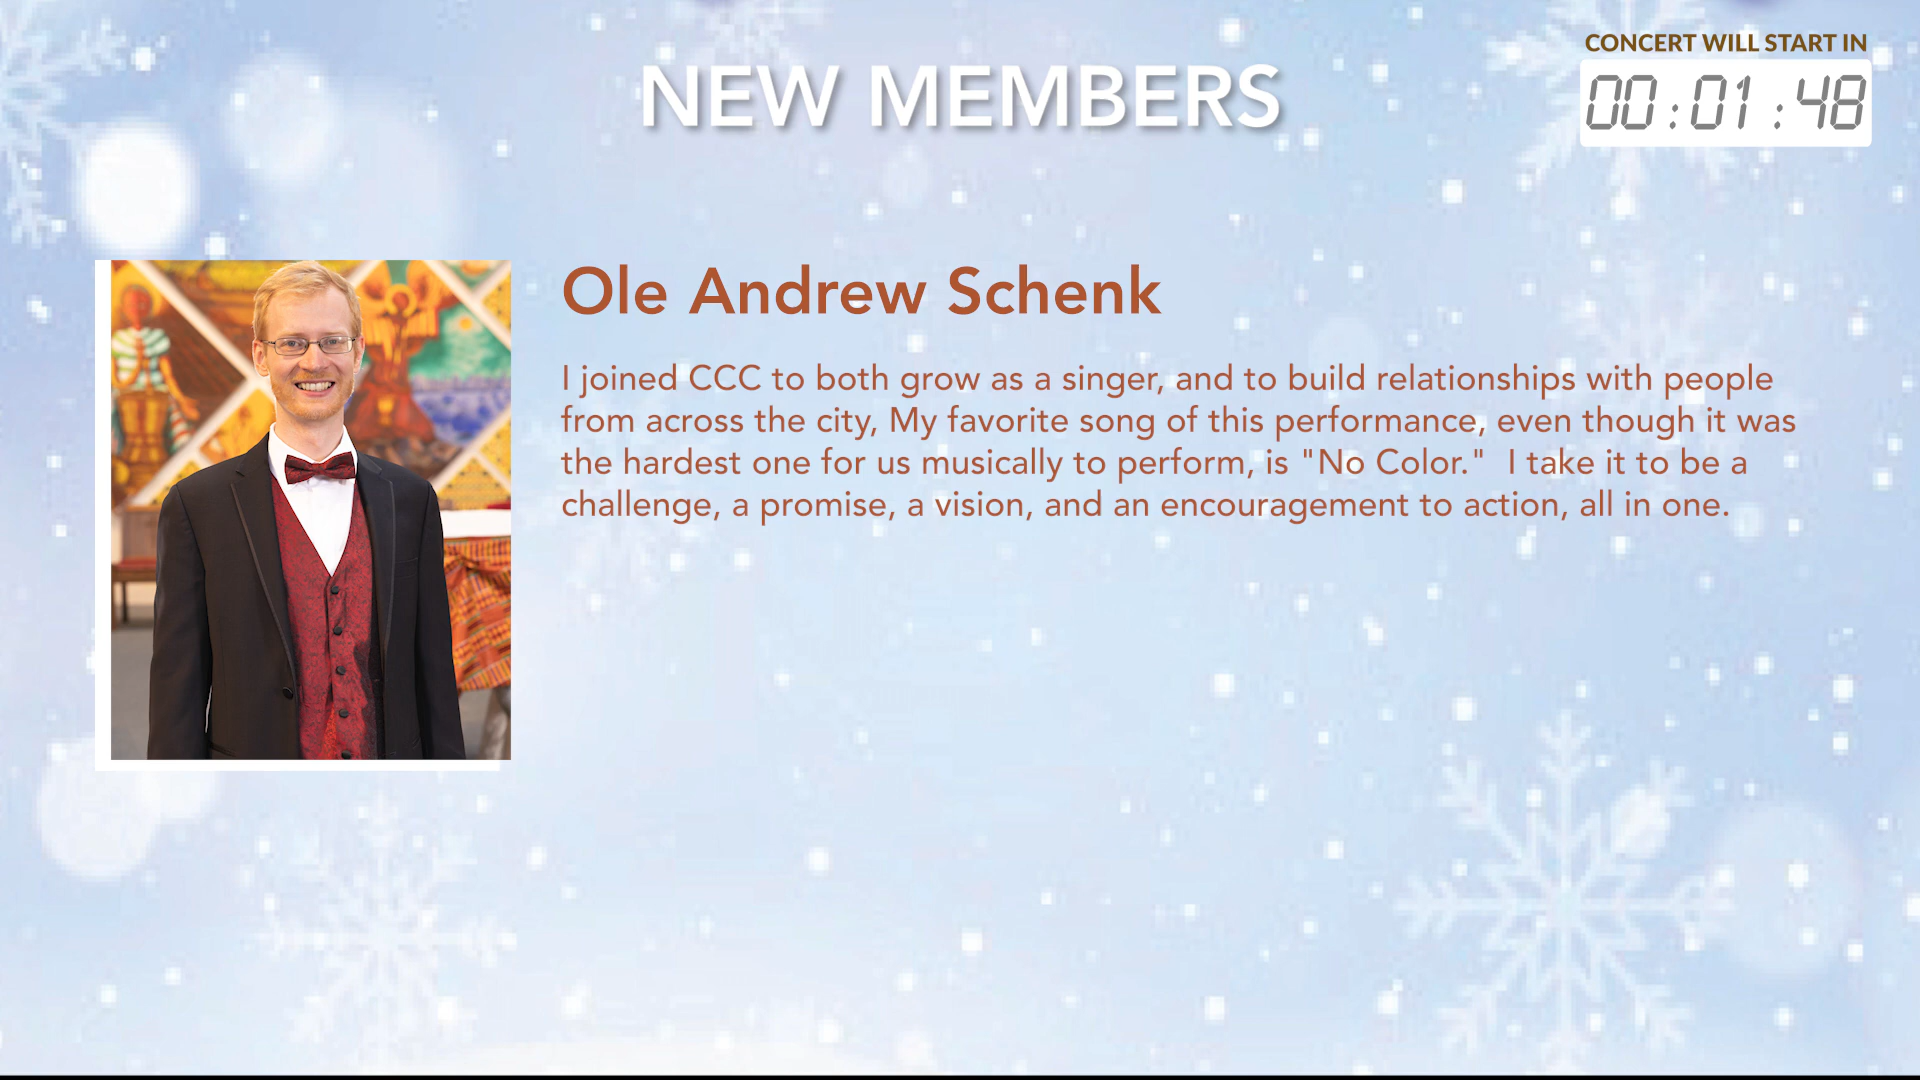 CONCERT WILL START IN
00:01:48
NEW MEMBERS
Ole Andrew Schenk
I joined CCC to both grow as a singer, and to build relationships with people
from across the city, My favorite song of this performance, even though it was
the hardest one for us musically to perform, is "No Color."  I take it to be a
challenge, a promise, a vision, and an encouragement to action, all in one.